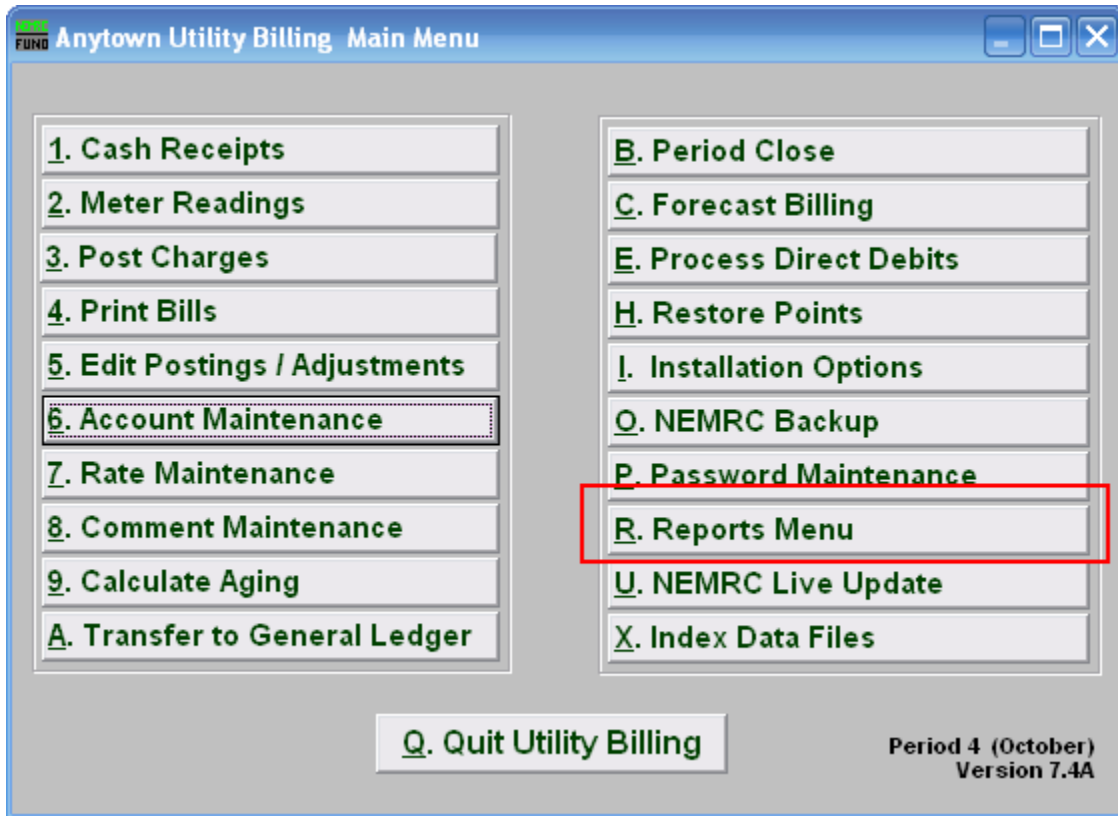 NEMRC
FUND
Anytown Utility Billing Main Menu
1. Cash Receipts
2. Meter Readings
3. Post Charges
4. Print Bills
5. Edit Postings / Adjustments
6. Account Maintenance
7. Rate Maintenance
8. Comment Maintenance
9. Calculate Aging
A. Transfer to General Ledger
B. Period Close
C. Forecast Billing
E. Process Direct Debits
H. Restore Points
I. Installation Options
O. NEMRC Backup
P. Password Maintenance
R. Reports Menu
U. NEMRC Live Update
X. Index Data Files
Q. Quit Utility Billing
Period 4 (October)
Version 7.4A